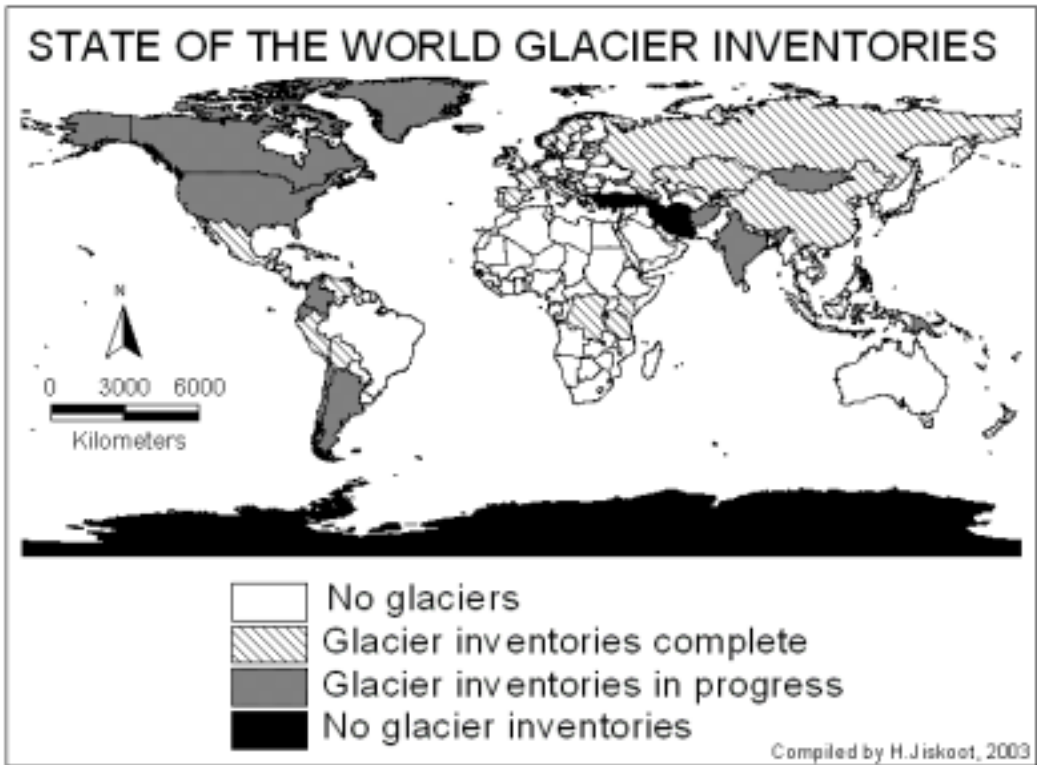 STATE OF THE WORLD GLACIER INVENTORIES
N
0 3000 6000
Kilometers
No glaciers
Glacier inventories complete
Glacier inventories in progress
No glacier inventories
Compiled by H.Jiskoot, 2003